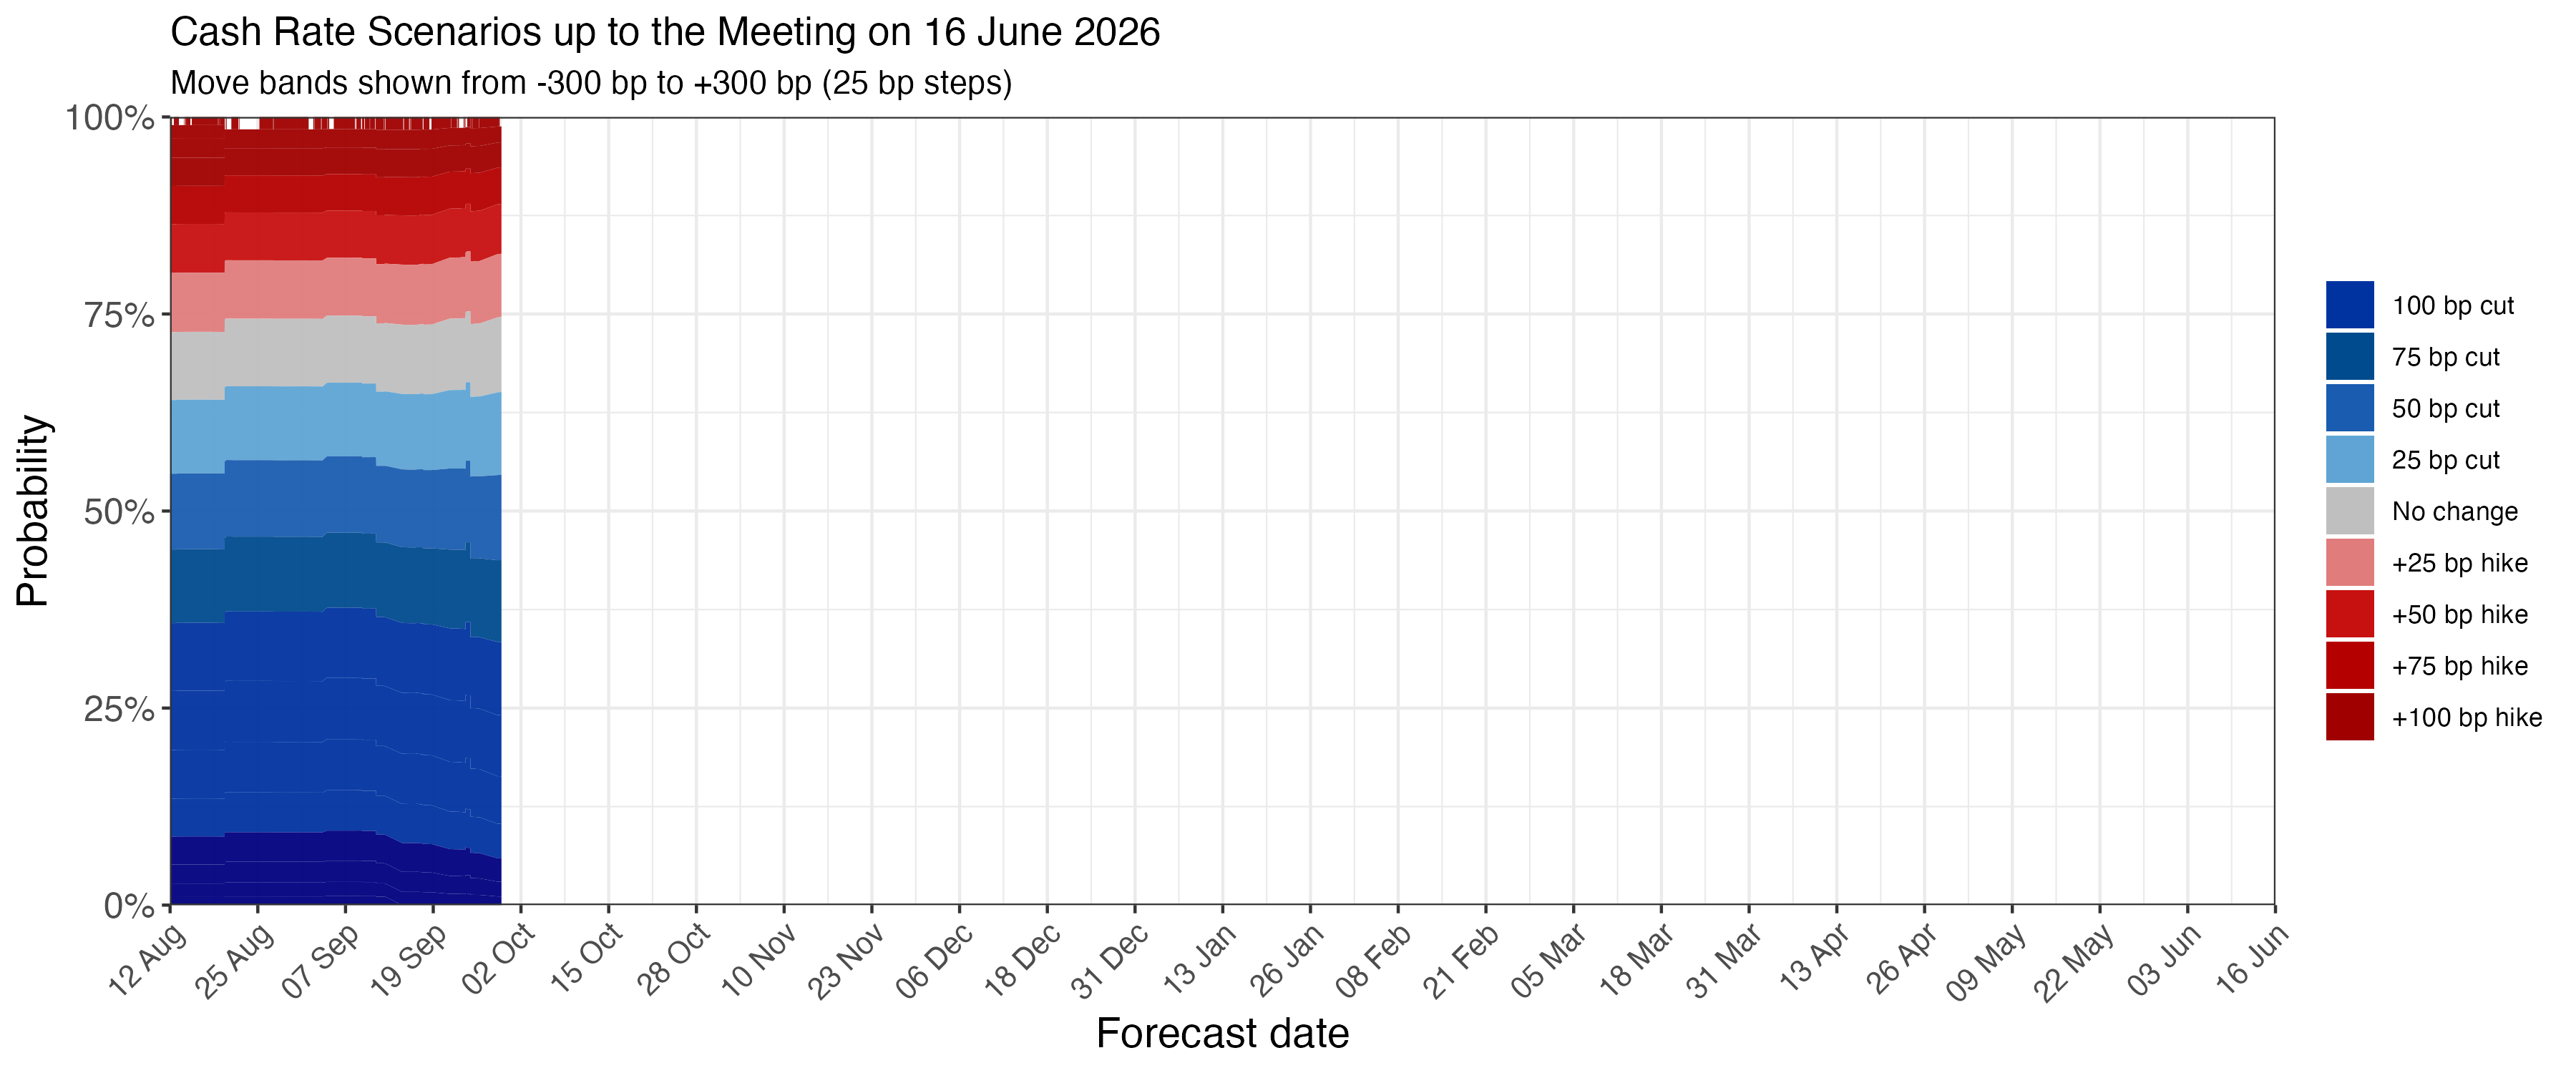 Cash Rate Scenarios up to the Meeting on 16 June 2026
Move bands shown from -300 bp to +300 bp (25 bp steps)
100%
75%
50%
25%
0%
Probability
12 Aug
25 Aug
07 Sep
19 Sep
02 Oct
15 Oct
28 Oct
10 Nov
23 Nov
06 Dec
18 Dec
31 Dec
13 Jan
26 Jan
08 Feb
21 Feb
05 Mar
18 Mar
31 Mar
13 Apr
26 Apr
09 May
22 May
03 Jun
16 Jun
Forecast date
100 bp cut
75 bp cut
50 bp cut
25 bp cut
No change
+25 bp hike
+50 bp hike
+75 bp hike
+100 bp hike